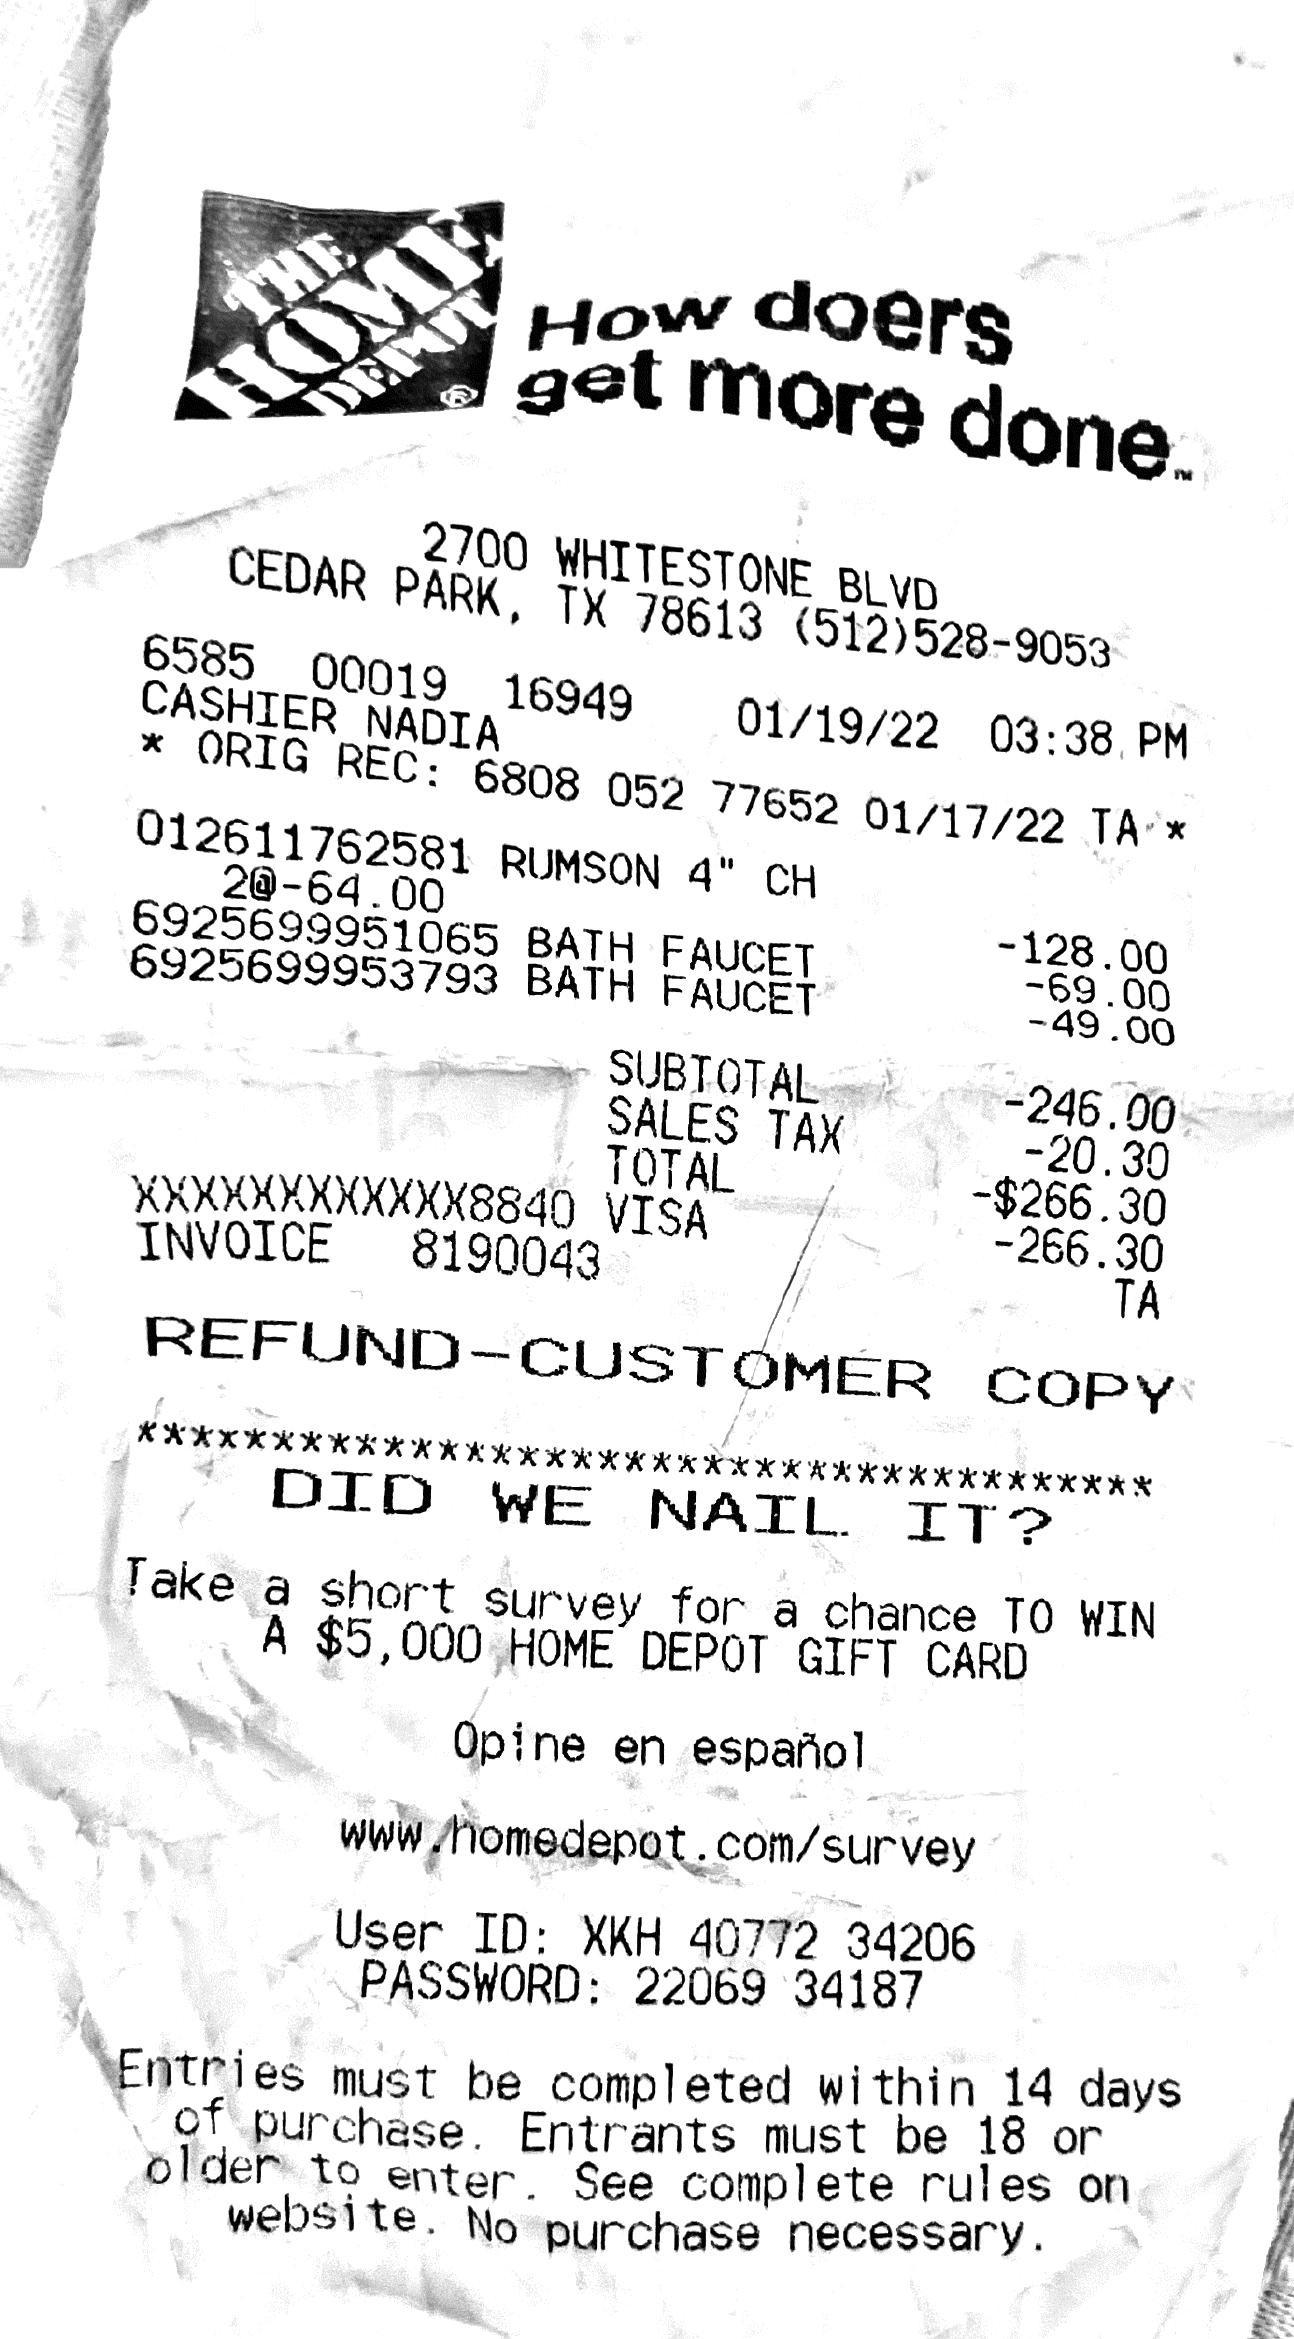 THE
HOME
DEPOT
®
How doers
get more done.™
2700 WHITESTONE BLVD
CEDAR PARK, TX 78613 (512)528-9053
6585 00019 16949 01/19/22 03:38 PM
CASHIER NADIA
* ORIG REC: 6808 052 77652 01/17/22 TA *
012611762581 RUMSON 4" CH
2@-64.00 -128.00
6925699951065 BATH FAUCET -69.00
6925699953793 BATH FAUCET -49.00
SUBTOTAL -246.00
SALES TAX -20.30
TOTAL -$266.30
XXXXXXXXXXXX8840 VISA -266.30
INVOICE 8190043 TA
REFUND-CUSTOMER COPY
***************************************
DID WE NAIL IT?
Take a short survey for a chance TO WIN
A $5,000 HOME DEPOT GIFT CARD
Opine en español
www.homedepot.com/survey
User ID: XKH 40772 34206
PASSWORD: 22069 34187
Entries must be completed within 14 days
of purchase. Entrants must be 18 or
older to enter. See complete rules on
website. No purchase necessary.